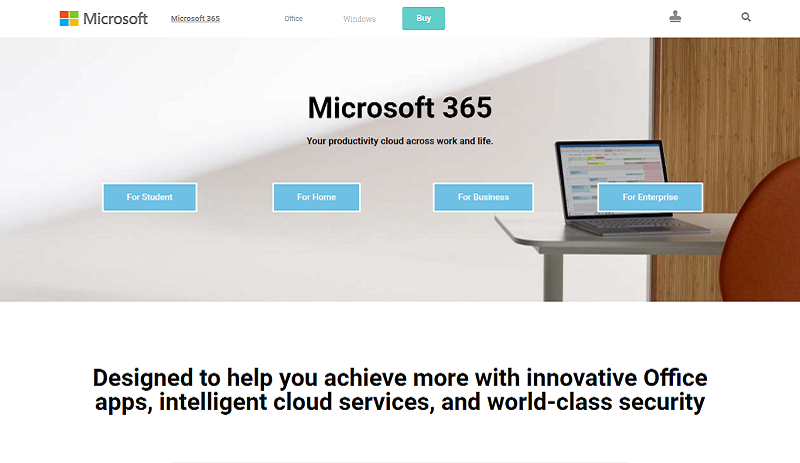 Microsoft Microsoft 365 Office Windows Buy
Microsoft 365
Your productivity cloud across work and life.
For Student For Home For Business For Enterprise
Designed to help you achieve more with innovative Office
apps, intelligent cloud services, and world-class security